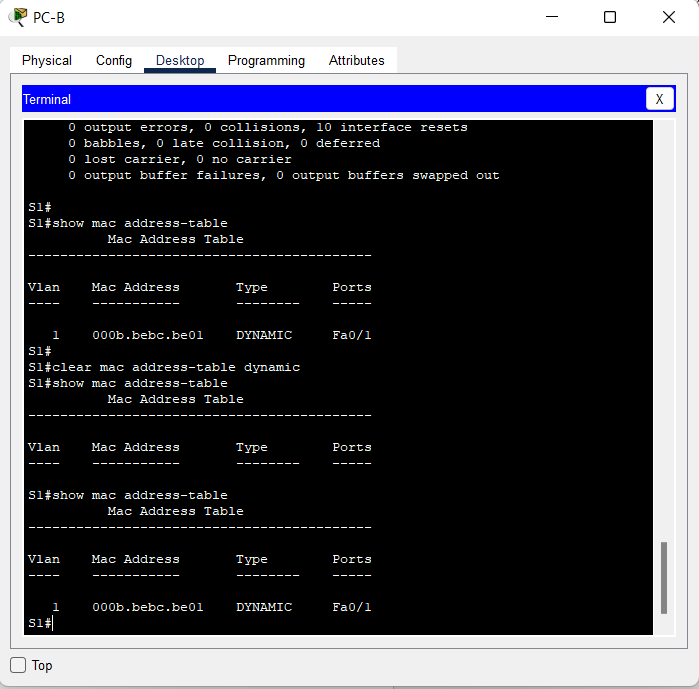 PC-B
Physical Config Desktop Programming Attributes
Terminal X
0 output errors, 0 collisions, 10 interface resets
0 babbles, 0 late collision, 0 deferred
0 lost carrier, 0 no carrier
0 output buffer failures, 0 output buffers swapped out
S1#
S1#show mac address-table
Mac Address Table
-------------------------------------------
Vlan Mac Address Type Ports
---- ----------- -------- -----
1 000b.bebc.be01 DYNAMIC Fa0/1
S1#
S1#clear mac address-table dynamic
S1#show mac address-table
Mac Address Table
-------------------------------------------
Vlan Mac Address Type Ports
---- ----------- -------- -----
S1#show mac address-table
Mac Address Table
-------------------------------------------
Vlan Mac Address Type Ports
---- ----------- -------- -----
1 000b.bebc.be01 DYNAMIC Fa0/1
S1#
Top